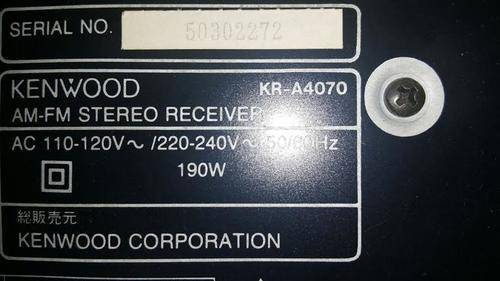 SERIAL NO. 50302272
KENWOOD KR-A4070
AM-FM STEREO RECEIVER
AC 110-120V～ /220-240V～ 50/60Hz
190W
総販売元
KENWOOD CORPORATION